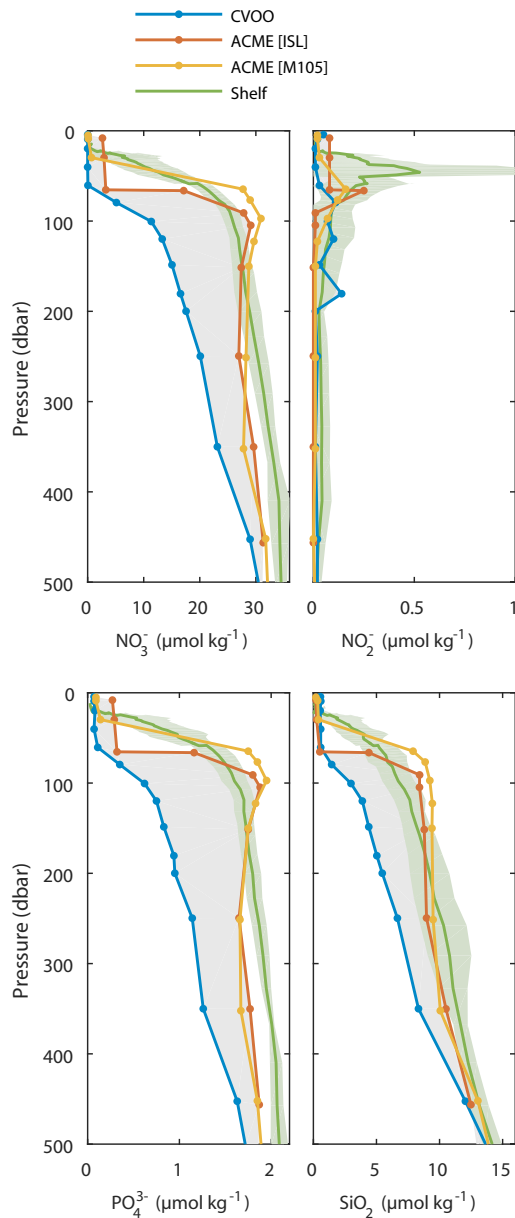 CVOO
ACME [ISL]
ACME [M105]
Shelf
0
100
200
300
400
500
Pressure (dbar)
0 10 20 30
NO₃⁻ (µmol kg⁻¹)
0 0.5 1
NO₂⁻ (µmol kg⁻¹)
0
100
200
300
400
500
Pressure (dbar)
0 1 2
PO₄³⁻ (µmol kg⁻¹)
0 5 10 15
SiO₂ (µmol kg⁻¹)